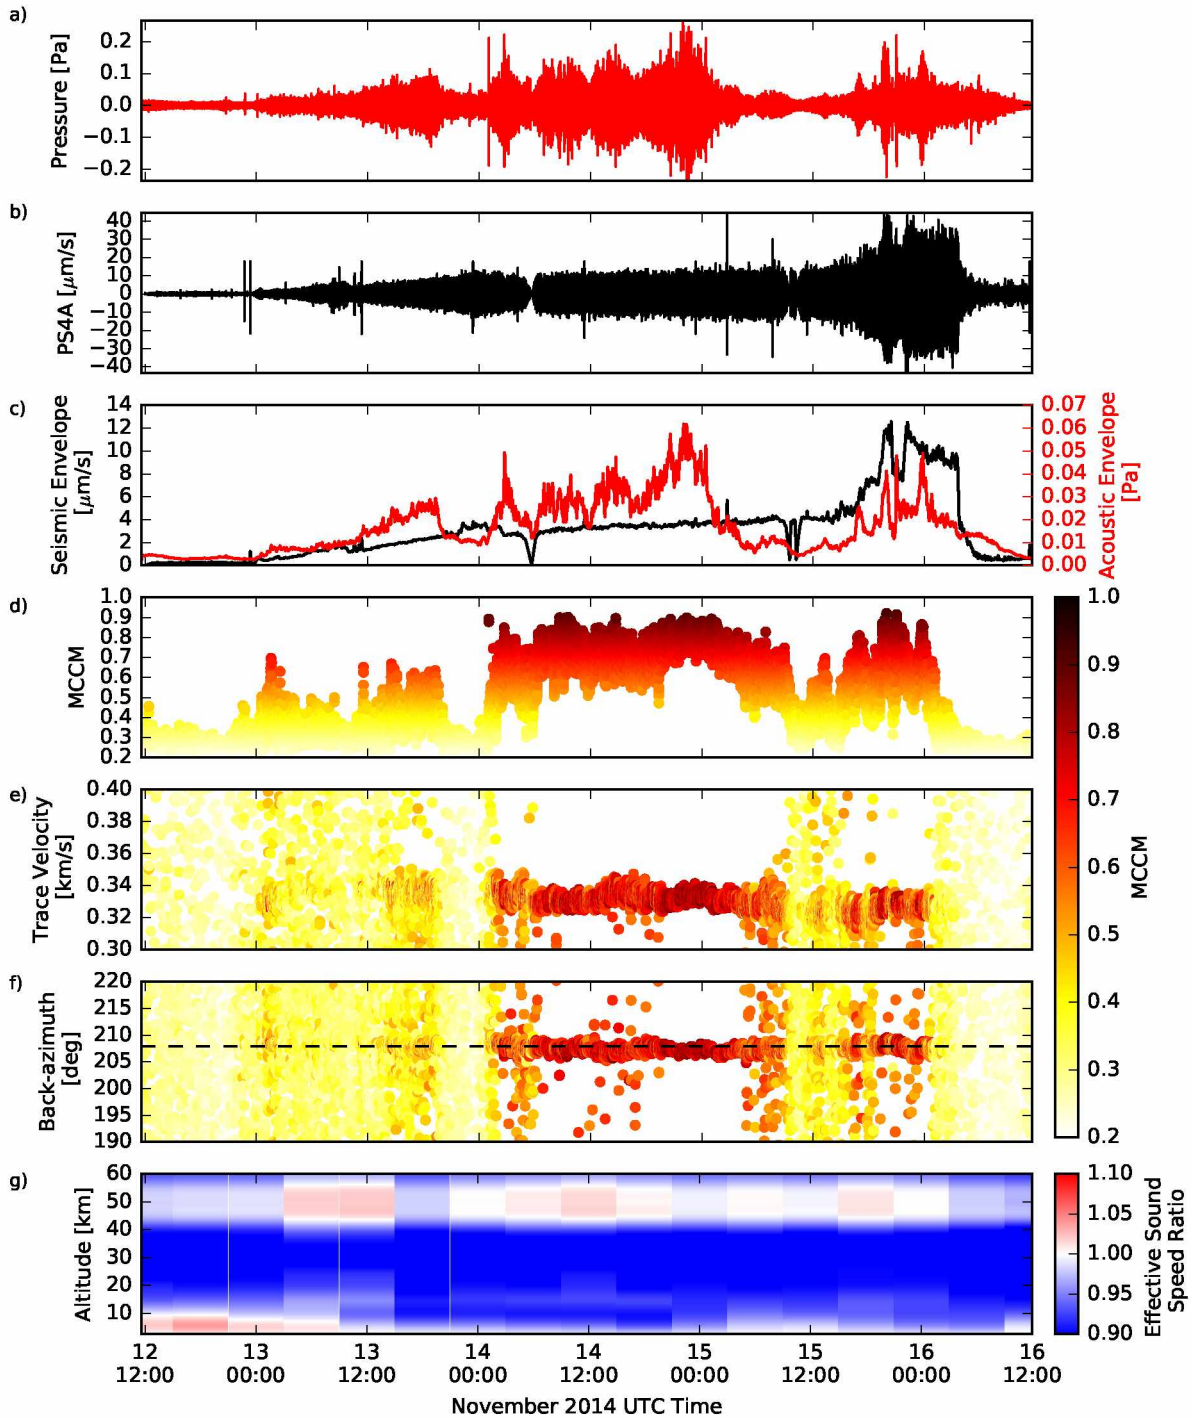 a)
Pressure [Pa]
0.2
0.1
0.0
−0.1
−0.2
b)
PS4A [μm/s]
40
30
20
10
0
−10
−20
−30
−40
c)
Seismic Envelope
[μm/s]
14
12
10
8
6
4
2
0
0.07
0.06
0.05
0.04
0.03
0.02
0.01
0.00
Acoustic Envelope
[Pa]
d)
MCCM
1.0
0.9
0.8
0.7
0.6
0.5
0.4
0.3
0.2
e)
Trace Velocity
[km/s]
0.40
0.38
0.36
0.34
0.32
0.30
f)
Back-azimuth
[deg]
220
215
210
205
200
195
190
1.0
0.9
0.8
0.7
0.6
0.5
0.4
0.3
0.2
MCCM
g)
Altitude [km]
60
50
40
30
20
10
1.10
1.05
1.00
0.95
0.90
Effective Sound
Speed Ratio
12 13 13 14 14 15 15 16 16
12:00 00:00 12:00 00:00 12:00 00:00 12:00 00:00 12:00
November 2014 UTC Time